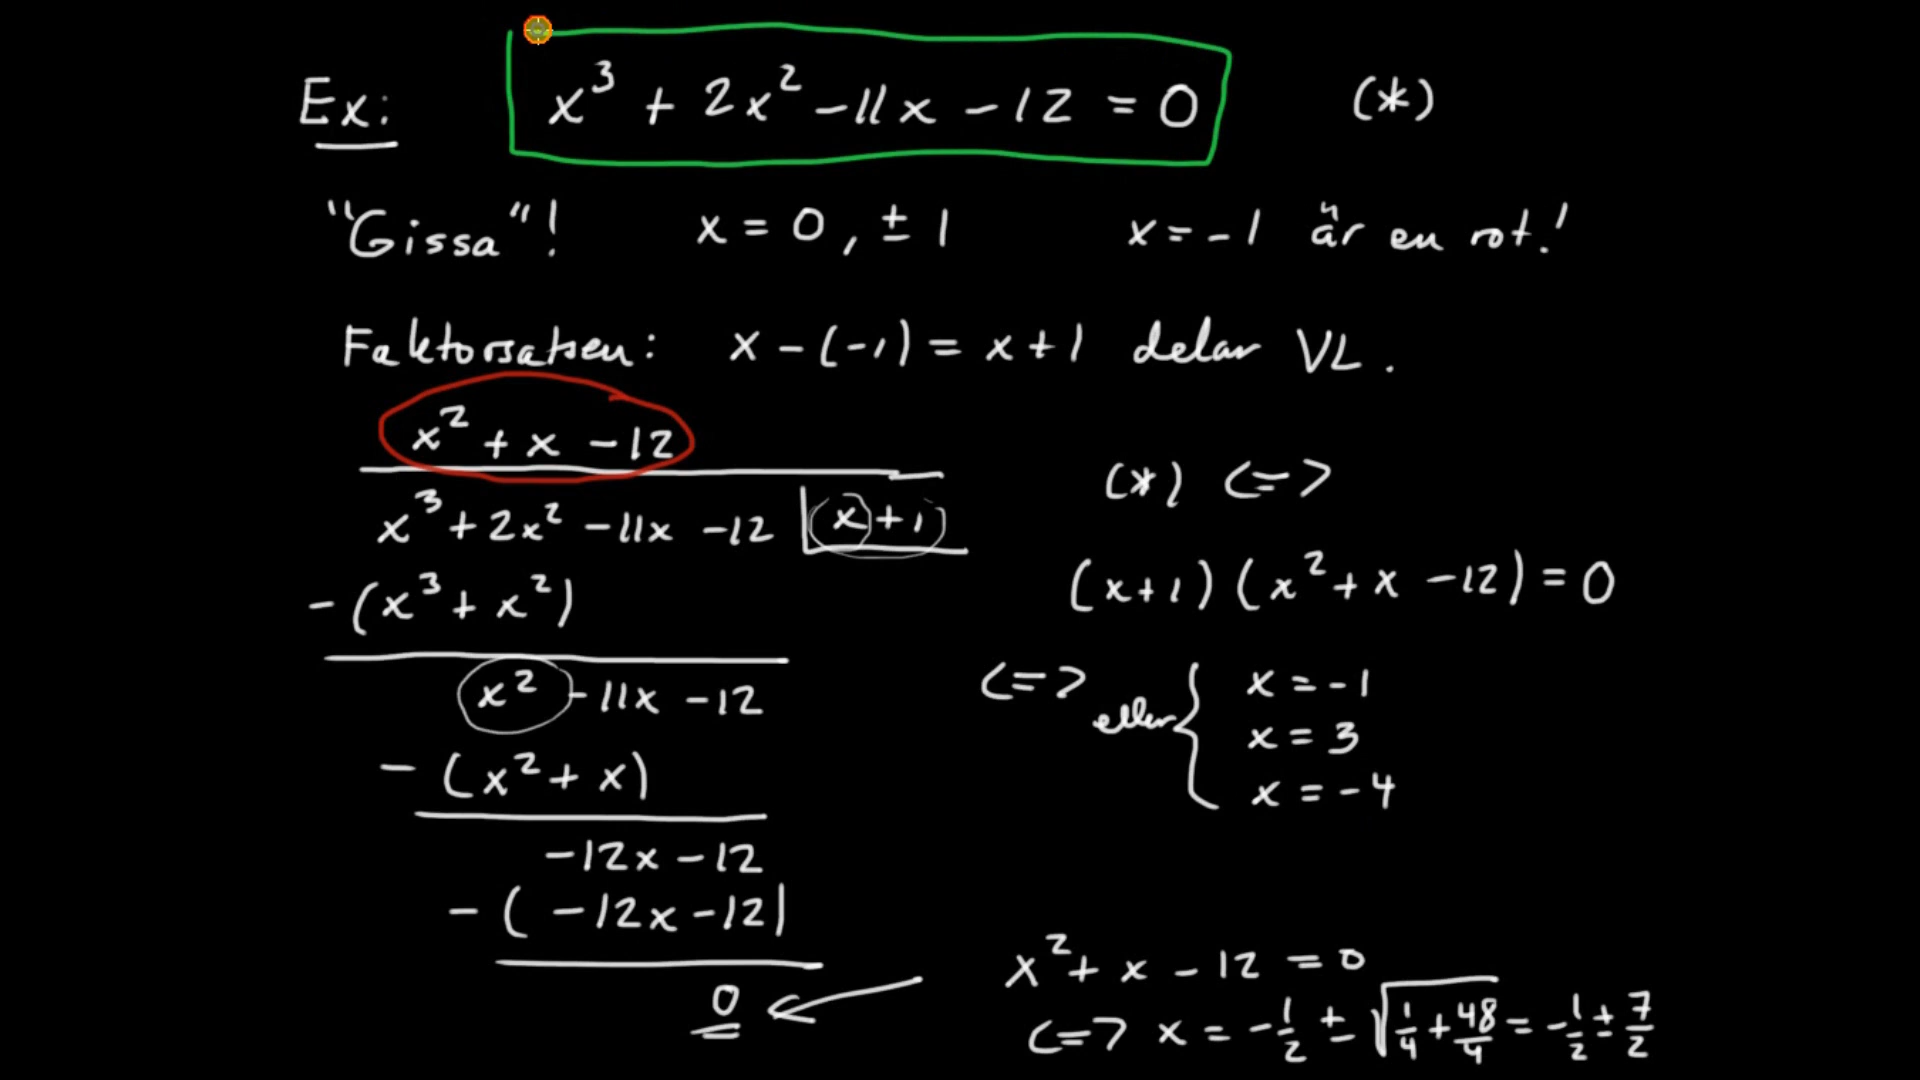 Ex: x³ + 2x² - 11x - 12 = 0 (*)
"Gissa"! x = 0, ± 1 x = -1 är en rot!
Faktorsatsen: x - (-1) = x + 1 delar VL.
x² + x - 12
x³ + 2x² - 11x - 12 | x + 1
- (x³ + x²)
x² - 11x - 12
- (x² + x)
-12x - 12
- (-12x - 12)
0
(*) <=>
(x+1)(x² + x - 12) = 0
<=> eller { x = -1
x = 3
x = -4
x² + x - 12 = 0
<=> x = -1/2 ± √(1/4 + 48/4) = -1/2 ± 7/2